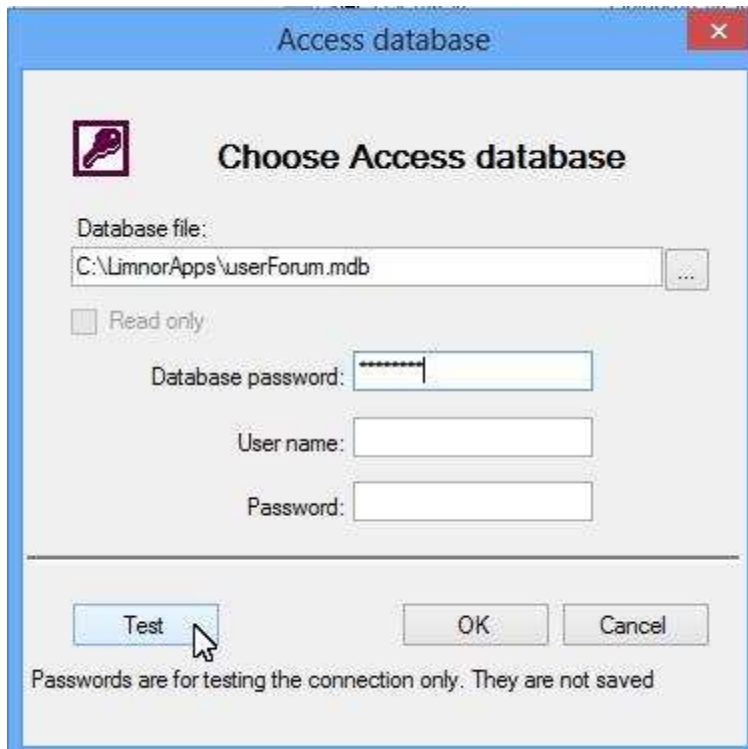 Access database
Choose Access database
Database file:
C:\LimnorApps\userForum.mdb
...
Read only
Database password:
********
User name:
Password:
Test
OK
Cancel
Passwords are for testing the connection only. They are not saved